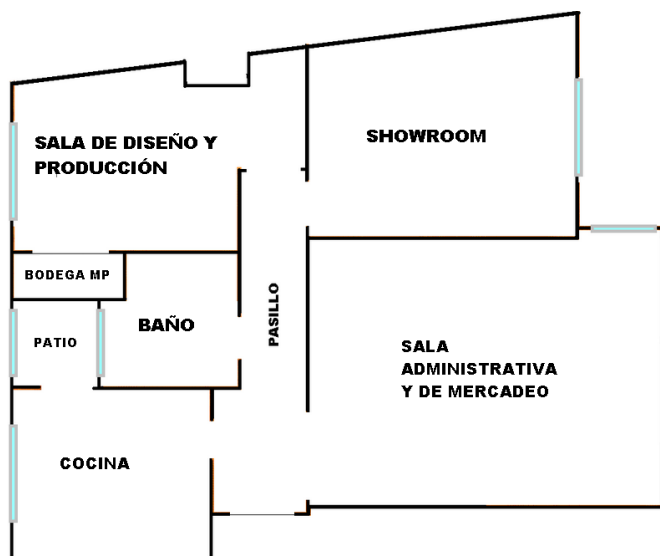 SALA DE DISEÑO Y
PRODUCCIÓN
SHOWROOM
BODEGA MP
BAÑO
PATIO
PASILLO
SALA
ADMINISTRATIVA
Y DE MERCADEO
COCINA